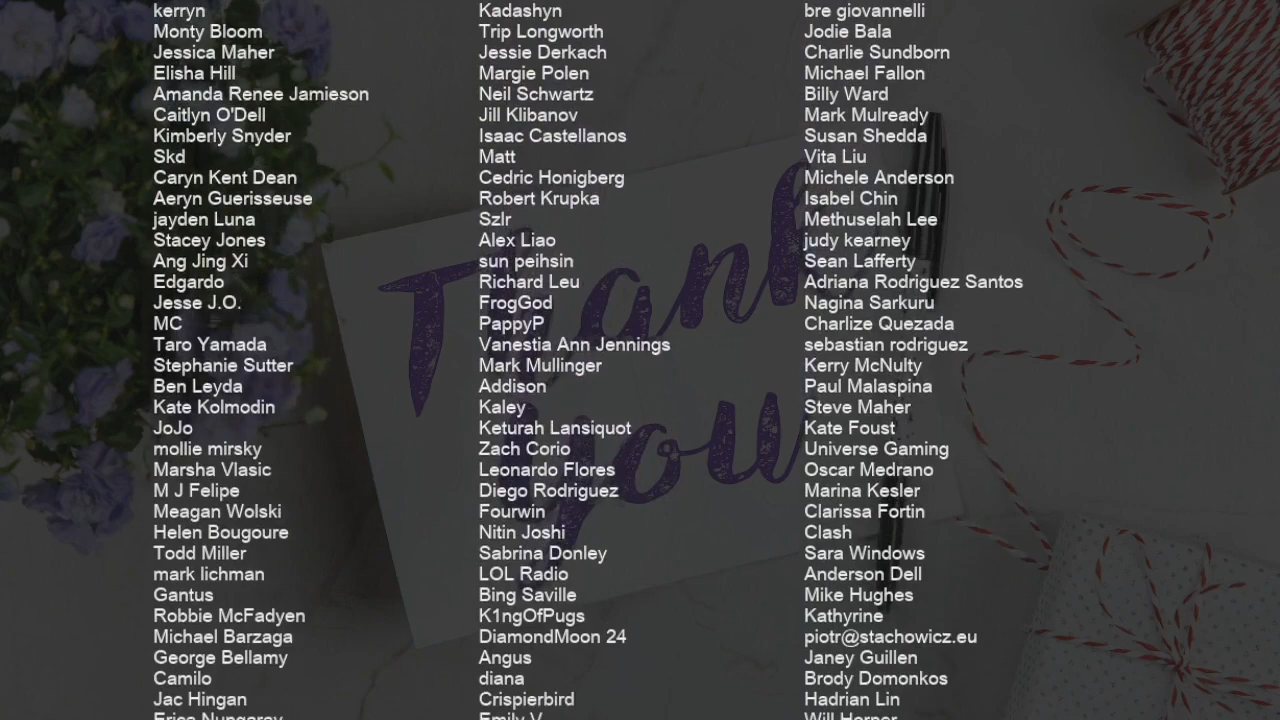 kerryn
Monty Bloom
Jessica Maher
Elisha Hill
Amanda Renee Jamieson
Caitlyn O'Dell
Kimberly Snyder
Skd
Caryn Kent Dean
Aeryn Guerisseuse
jayden Luna
Stacey Jones
Ang Jing Xi
Edgardo
Jesse J.O.
MC
Taro Yamada
Stephanie Sutter
Ben Leyda
Kate Kolmodin
JoJo
mollie mirsky
Marsha Vlasic
M J Felipe
Meagan Wolski
Helen Bougoure
Todd Miller
mark lichman
Gantus
Robbie McFadyen
Michael Barzaga
George Bellamy
Camilo
Jac Hingan
Erica Nungaray
Kadashyn
Trip Longworth
Jessie Derkach
Margie Polen
Neil Schwartz
Jill Klibanov
Isaac Castellanos
Matt
Cedric Honigberg
Robert Krupka
Szlr
Alex Liao
sun peihsin
Richard Leu
FrogGod
PappyP
Vanestia Ann Jennings
Mark Mullinger
Addison
Kaley
Keturah Lansiquot
Zach Corio
Leonardo Flores
Diego Rodriguez
Fourwin
Nitin Joshi
Sabrina Donley
LOL Radio
Bing Saville
K1ngOfPugs
DiamondMoon 24
Angus
diana
Crispierbird
Emily V
bre giovannelli
Jodie Bala
Charlie Sundborn
Michael Fallon
Billy Ward
Mark Mulready
Susan Shedda
Vita Liu
Michele Anderson
Isabel Chin
Methuselah Lee
judy kearney
Sean Lafferty
Adriana Rodriguez Santos
Nagina Sarkuru
Charlize Quezada
sebastian rodriguez
Kerry McNulty
Paul Malaspina
Steve Maher
Kate Foust
Universe Gaming
Oscar Medrano
Marina Kesler
Clarissa Fortin
Clash
Sara Windows
Anderson Dell
Mike Hughes
Kathyrine
piotr@stachowicz.eu
Janey Guillen
Brody Domonkos
Hadrian Lin
Will
Thank
you